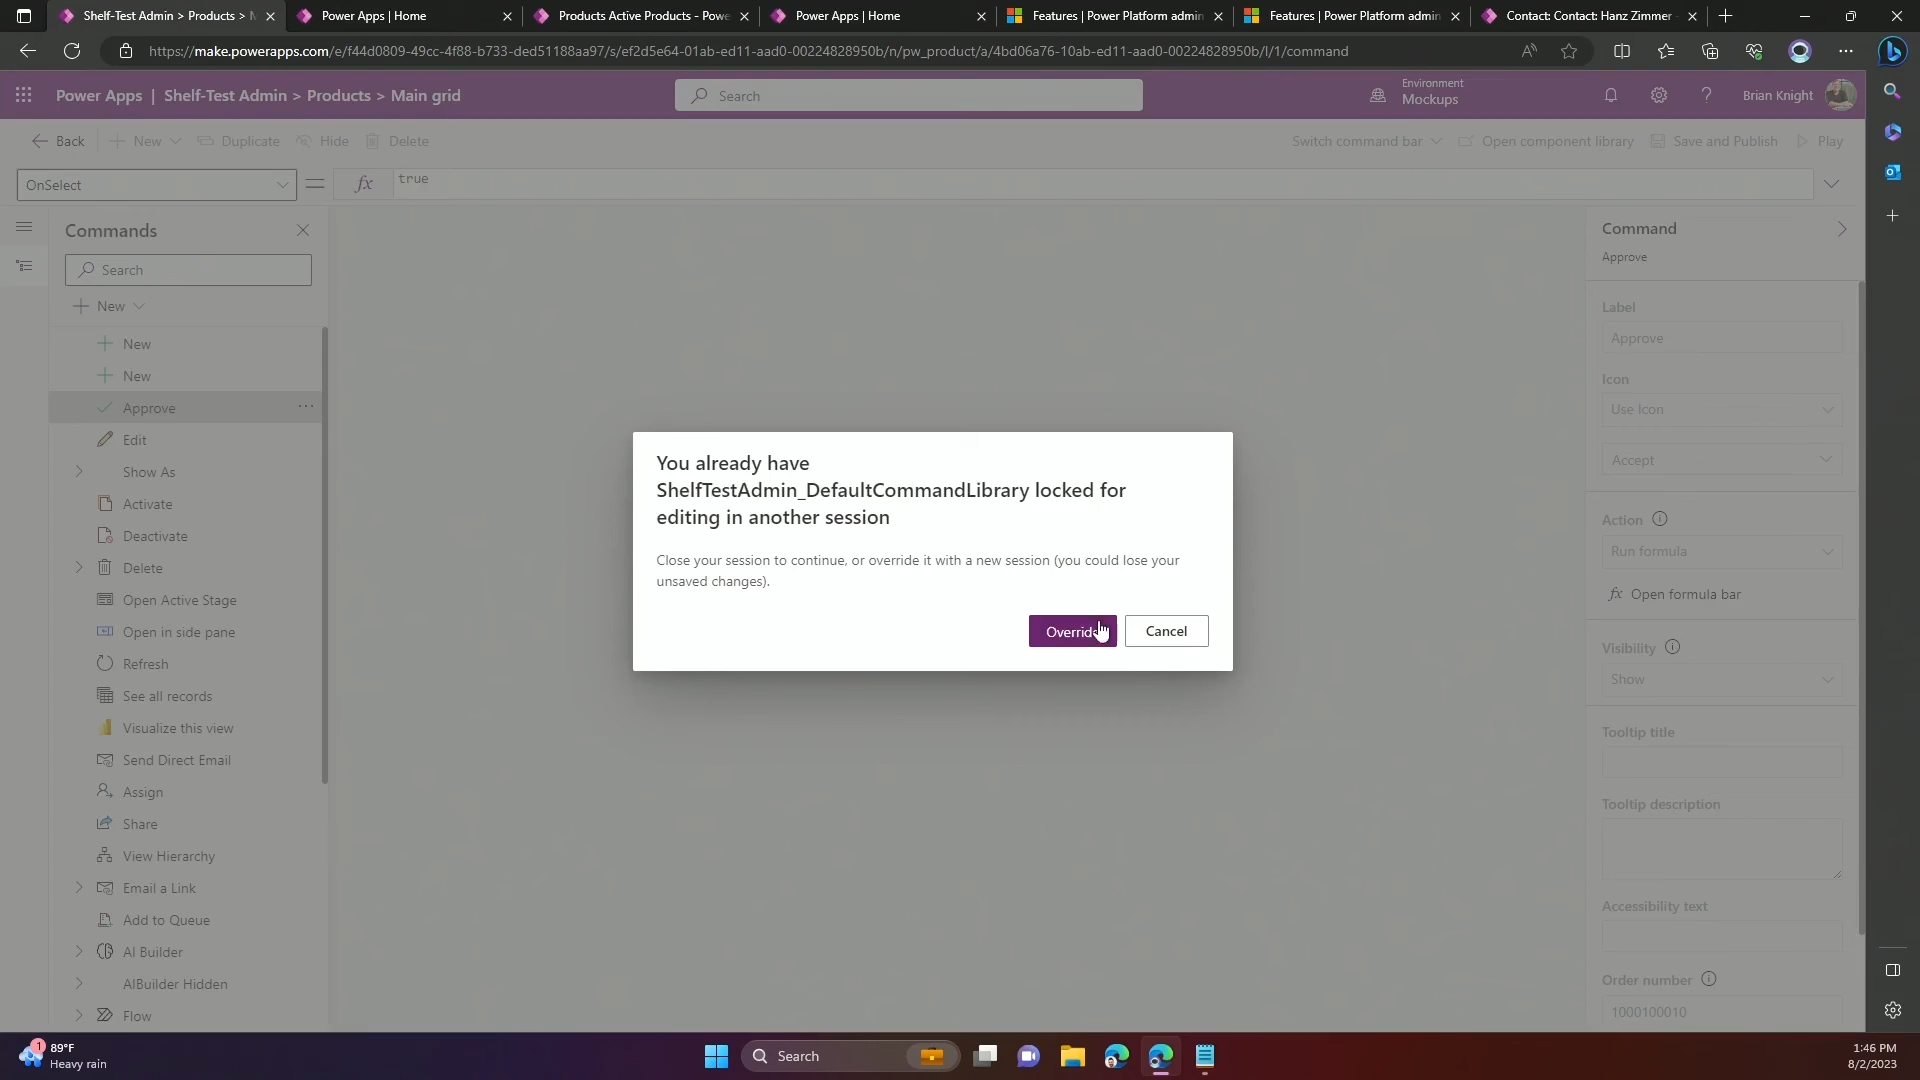 Shelf-Test Admin > Products > M
Power Apps | Home
Products Active Products - Powe
Power Apps | Home
Features | Power Platform admin
Features | Power Platform admin
Contact: Contact: Hanz Zimmer -
https://make.powerapps.com/e/f44d0809-49cc-4f88-b733-ded51188aa97/s/ef2d5e64-01ab-ed11-aad0-00224828950b/n/pw_product/a/4bd06a76-10ab-ed11-aad0-00224828950b/l/1/command
Power Apps | Shelf-Test Admin > Products > Main grid
Search
Environment
Mockups
Brian Knight
Back
New
Duplicate
Hide
Delete
Switch command bar
Open component library
Save and Publish
Play
OnSelect
fx
true
Commands
Search
New
New
New
Approve
Edit
Show As
Activate
Deactivate
Delete
Open Active Stage
Open in side pane
Refresh
See all records
Visualize this view
Send Direct Email
Assign
Share
View Hierarchy
Email a Link
Add to Queue
AI Builder
AIBuilder Hidden
Flow
You already have
ShelfTestAdmin_DefaultCommandLibrary locked for
editing in another session
Close your session to continue, or override it with a new session (you could lose your
unsaved changes).
Override
Cancel
Command
Approve
Label
Approve
Icon
Use Icon
Accept
Action
Run formula
fx Open formula bar
Visibility
Show
Tooltip title
Tooltip description
Accessibility text
Order number
1000100010
1
89°F
Heavy rain
Search
1:46 PM
8/2/2023